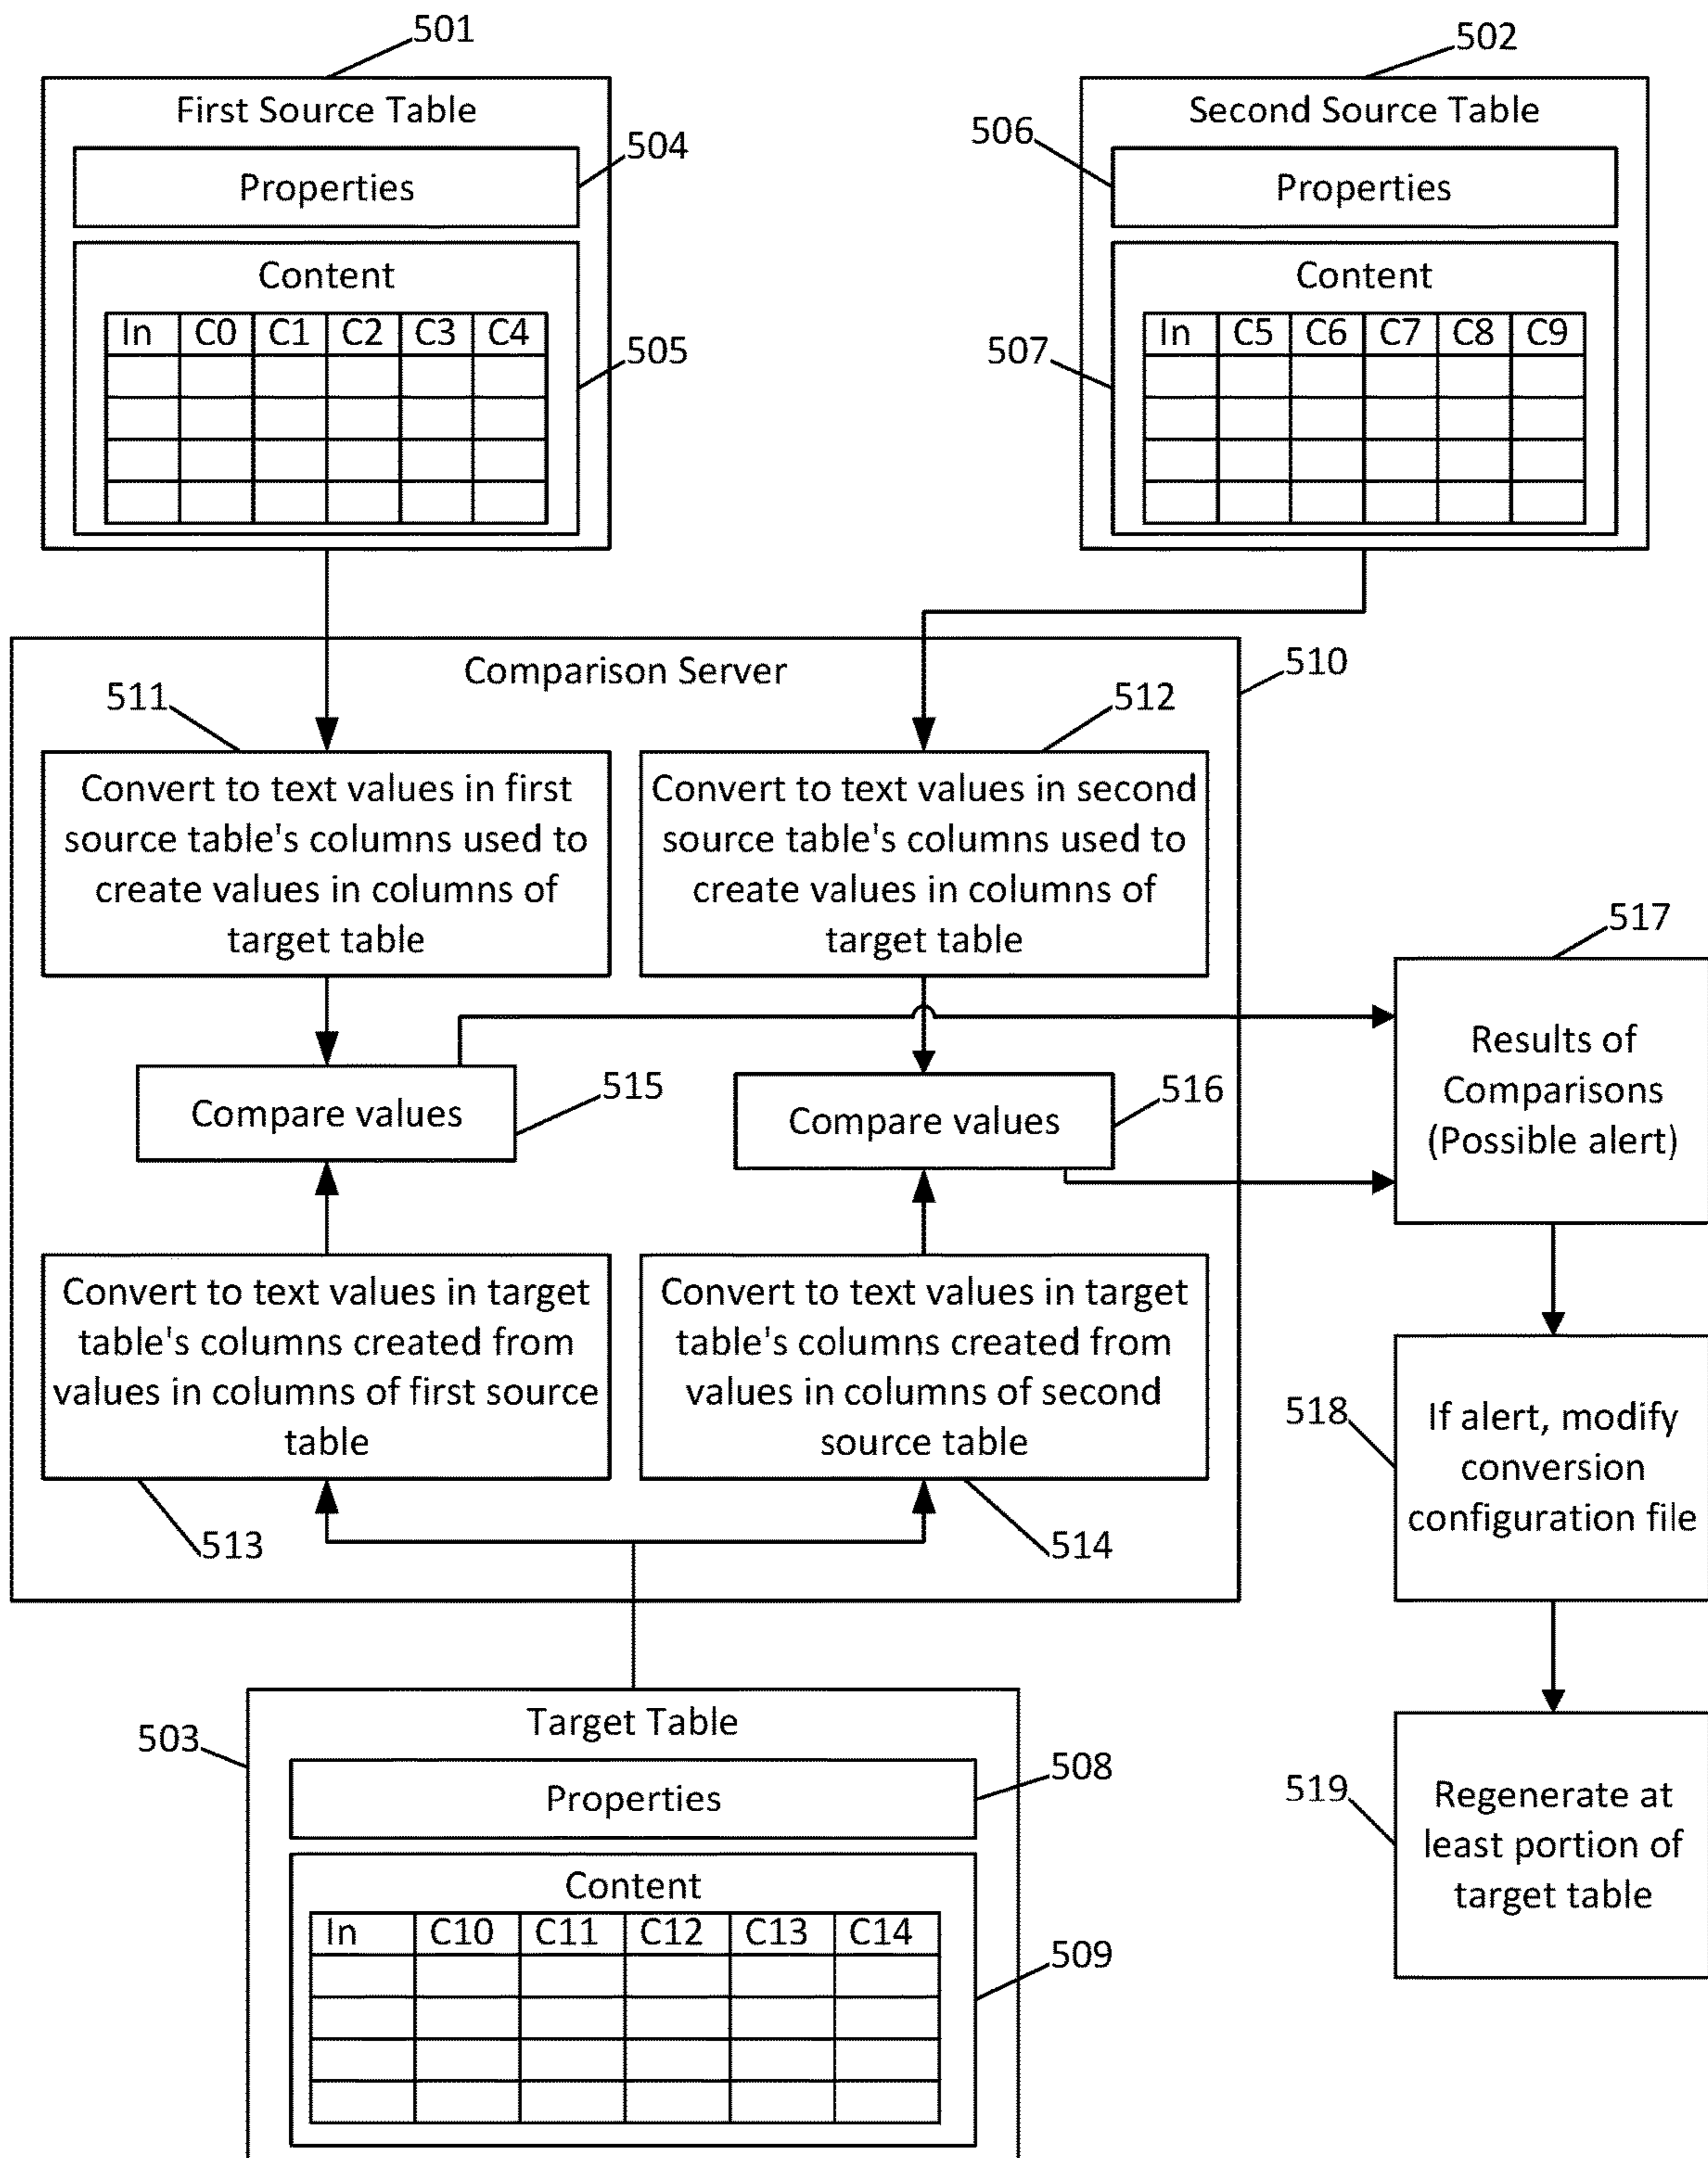 501
502
First Source Table
Second Source Table
504
506
Properties
Properties
Content
Content
In C0 C1 C2 C3 C4
In C5 C6 C7 C8 C9
505
507
Comparison Server
510
511
512
Convert to text values in first
source table's columns used to
create values in columns of
target table
Convert to text values in second
source table's columns used to
create values in columns of
target table
517
Compare values
515
Compare values
516
Results of
Comparisons
(Possible alert)
Convert to text values in target
table's columns created from
values in columns of first source
table
Convert to text values in target
table's columns created from
values in columns of second
source table
513
514
518
If alert, modify
conversion
configuration file
503
Target Table
508
Properties
Content
In C10 C11 C12 C13 C14
509
519
Regenerate at
least portion of
target table